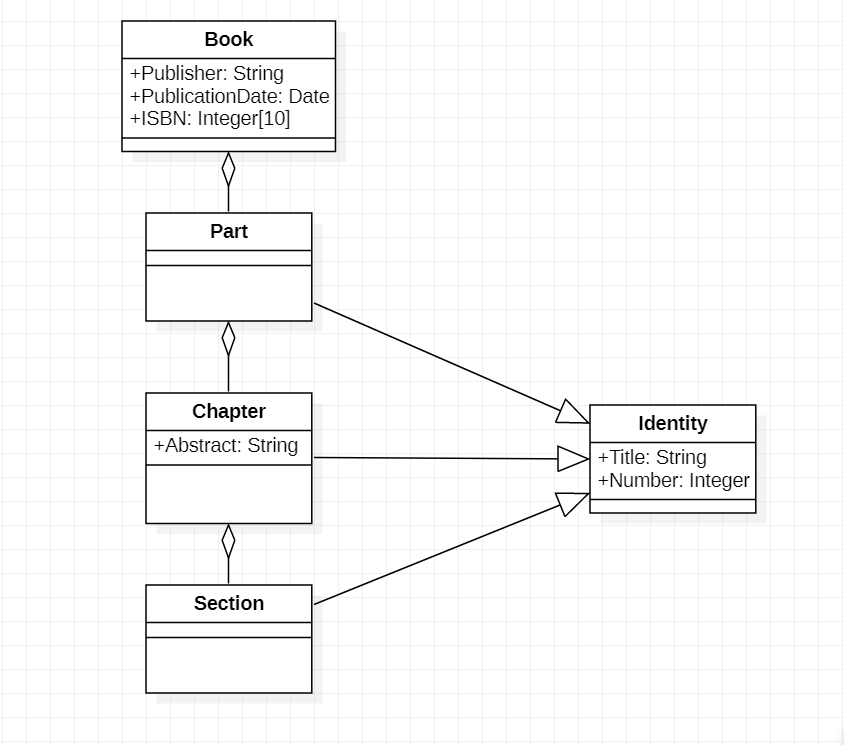 Book
+Publisher: String
+PublicationDate: Date
+ISBN: Integer[10]
Part
Chapter
+Abstract: String
Identity
+Title: String
+Number: Integer
Section